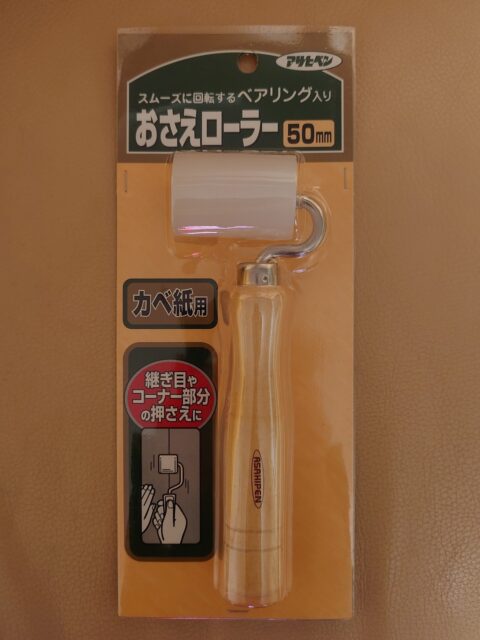 アサヒペン
スムーズに回転するベアリング入り
おさえローラー 50mm
カベ紙用
継ぎ目や
コーナー部分
の押さえに
ASAHIPEN